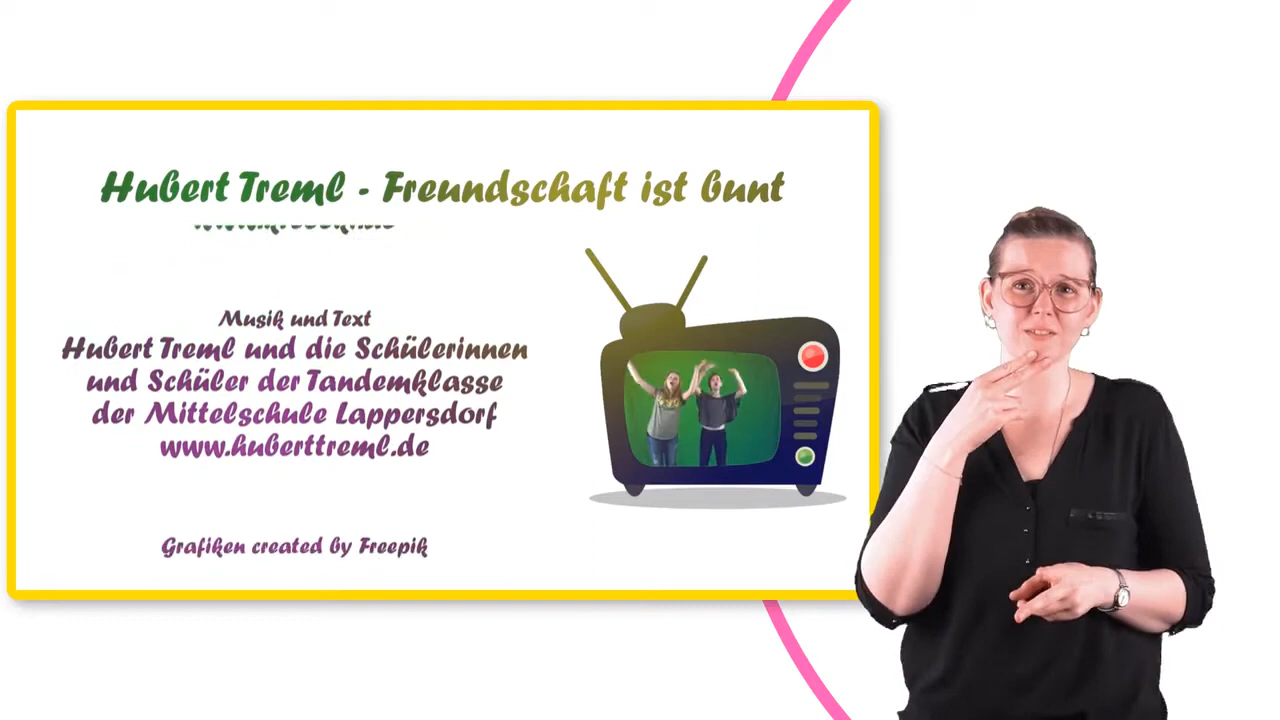 Hubert Treml - Freundschaft ist bunt
Musik und Text
Hubert Treml und die Schülerinnen
und Schüler der Tandemklasse
der Mittelschule Lappersdorf
www.huberttreml.de
Grafiken created by Freepik